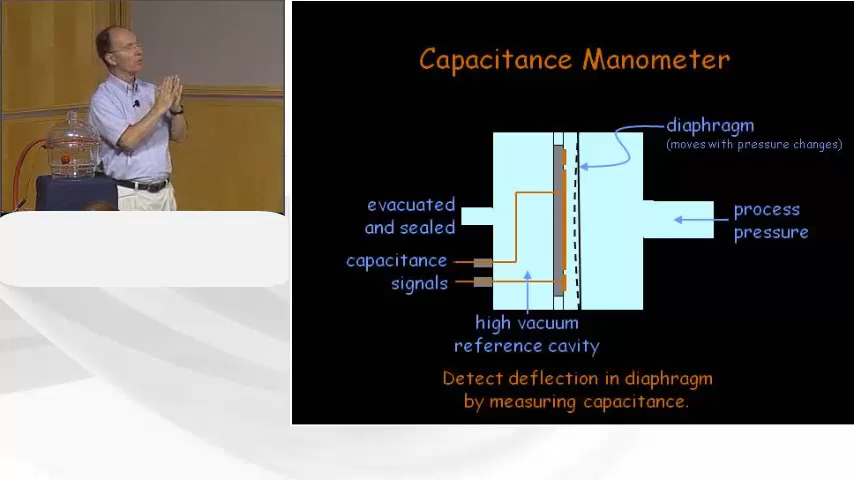 Capacitance Manometer
diaphragm
(moves with pressure changes)
evacuated
and sealed
process
pressure
capacitance
signals
high vacuum
reference cavity
Detect deflection in diaphragm
by measuring capacitance.